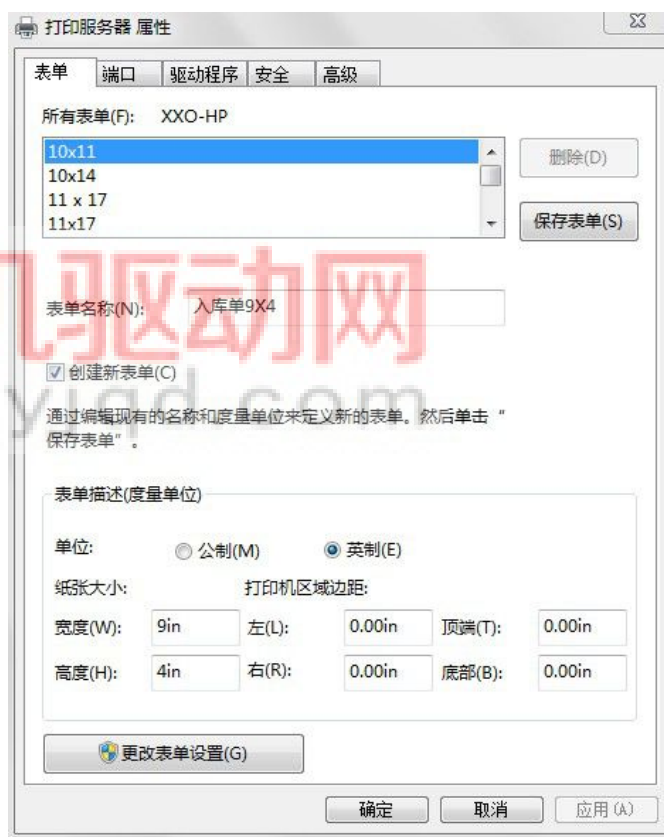 打印服务器 属性
表单 端口 驱动程序 安全 高级
所有表单(F): XXO-HP
10x11
10x14
11 x 17
11x17
删除(D)
保存表单(S)
机驱动网
表单名称(N): 入库单9X4
创建新表单(C)
yjqd.com
通过编辑现有的名称和度量单位来定义新的表单。然后单击“
保存表单”。
表单描述(度量单位)
单位: 公制(M) 英制(E)
纸张大小: 打印机区域边距:
宽度(W): 9in 左(L): 0.00in 顶端(T): 0.00in
高度(H): 4in 右(R): 0.00in 底部(B): 0.00in
更改表单设置(G)
确定 取消 应用(A)